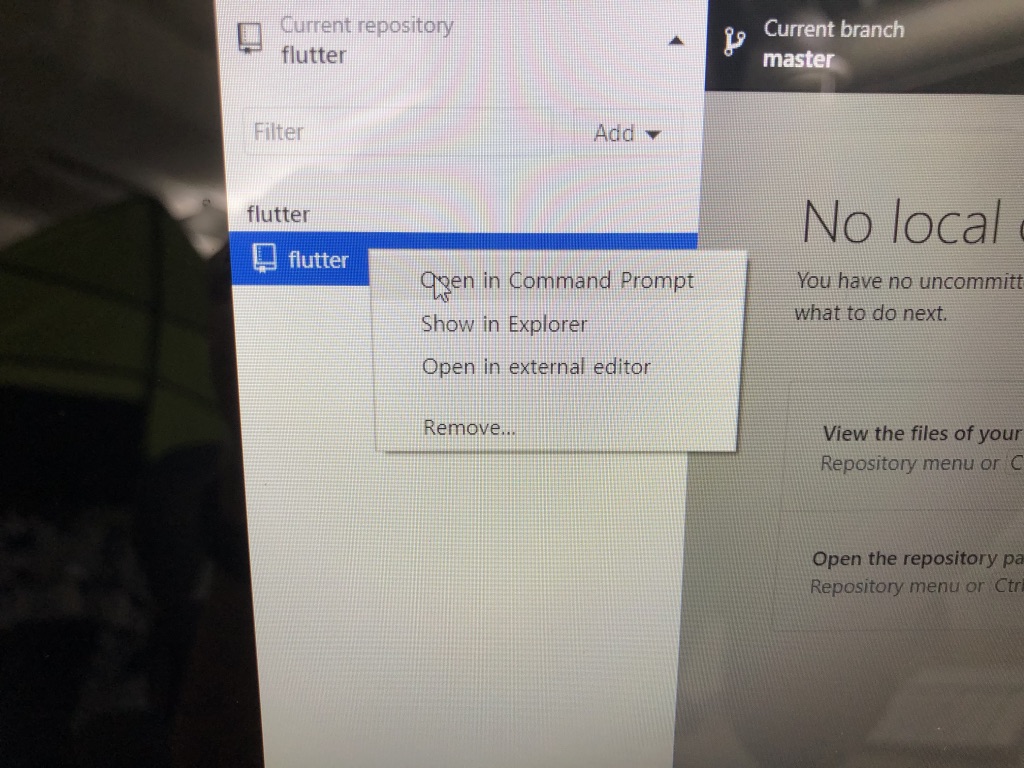 Current repository
flutter
Current branch
master
Filter
Add
flutter
flutter
Open in Command Prompt
Show in Explorer
Open in external editor
Remove...
No local
You have no uncommitt
what to do next.
View the files of your
Repository menu or C
Open the repository pa
Repository menu or Ctrl